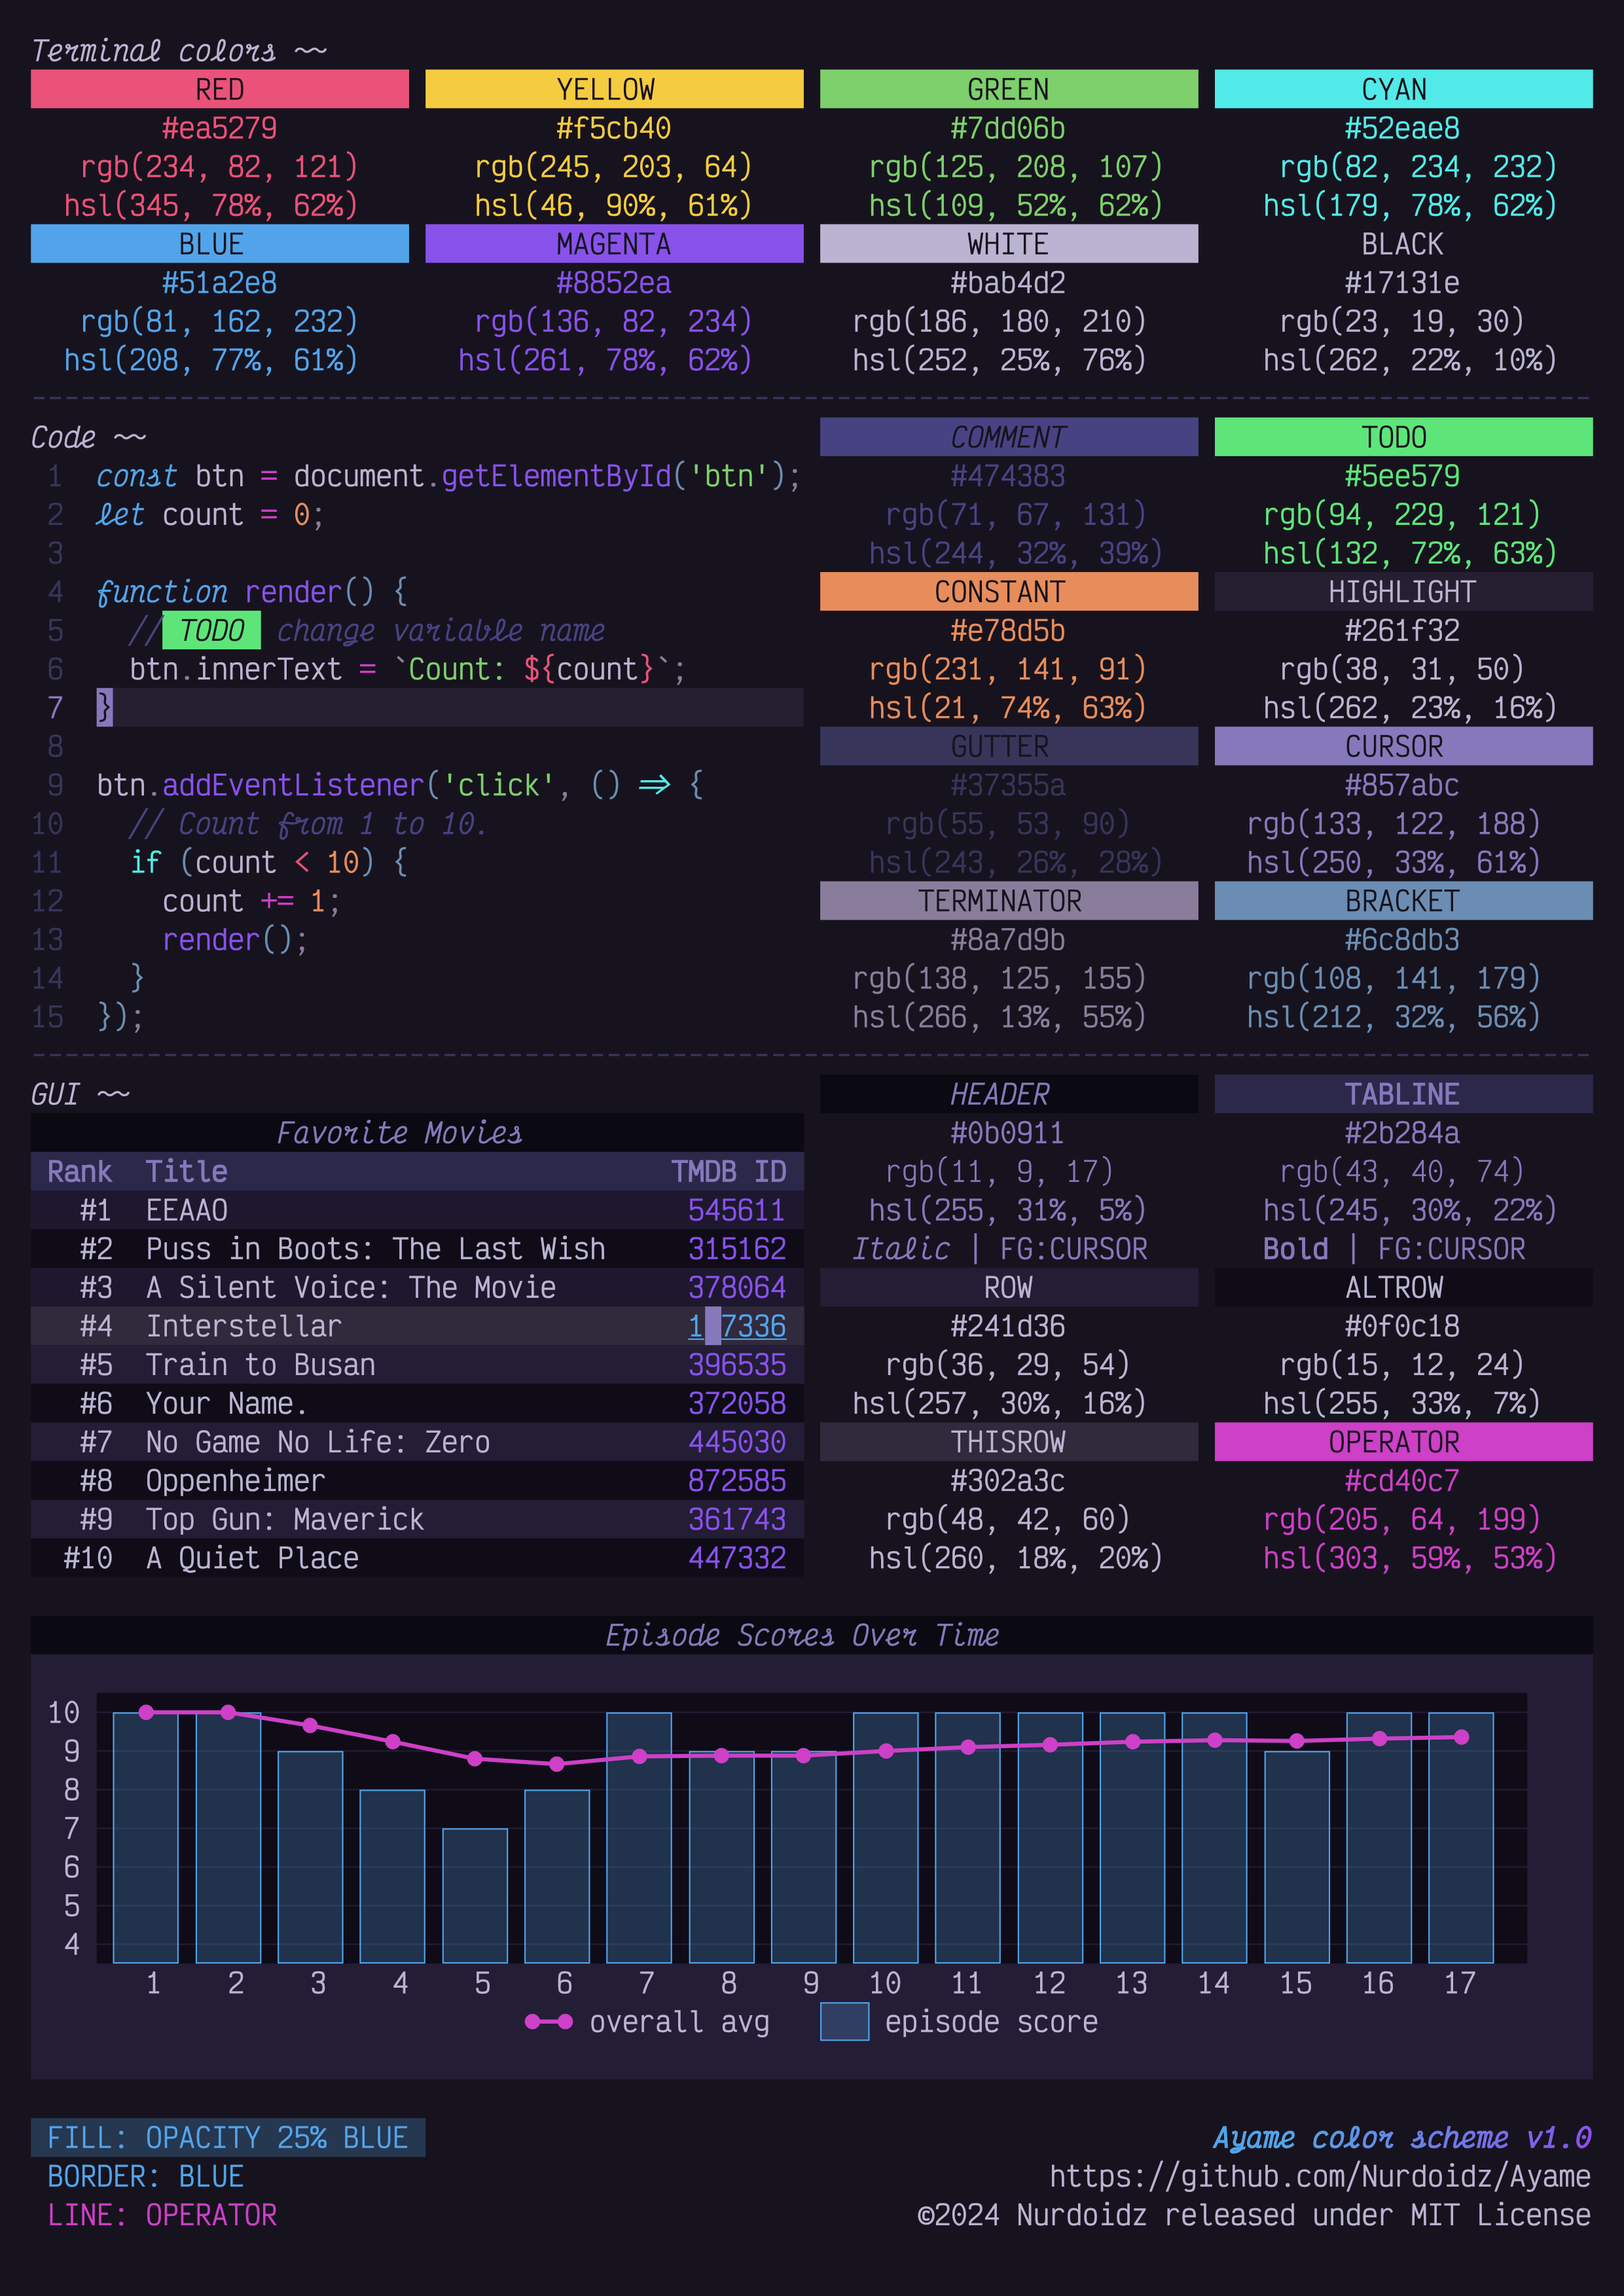 Terminal colors ~~
RED YELLOW GREEN CYAN
#ea5279 #f5cb40 #7dd06b #52eae8
rgb(234, 82, 121) rgb(245, 203, 64) rgb(125, 208, 107) rgb(82, 234, 232)
hsl(345, 78%, 62%) hsl(46, 90%, 61%) hsl(109, 52%, 62%) hsl(179, 78%, 62%)
BLUE MAGENTA WHITE BLACK
#51a2e8 #8852ea #bab4d2 #17131e
rgb(81, 162, 232) rgb(136, 82, 234) rgb(186, 180, 210) rgb(23, 19, 30)
hsl(208, 77%, 61%) hsl(261, 78%, 62%) hsl(252, 25%, 76%) hsl(262, 22%, 10%)
Code ~~
1 const btn = document.getElementById('btn');
2 let count = 0;
3
4 function render() {
5 // TODO change variable name
6 btn.innerText = `Count: ${count}`;
7 }
8
9 btn.addEventListener('click', () => {
10 // Count from 1 to 10.
11 if (count < 10) {
12 count += 1;
13 render();
14 }
15 });
COMMENT TODO
#474383 #5ee579
rgb(71, 67, 131) rgb(94, 229, 121)
hsl(244, 32%, 39%) hsl(132, 72%, 63%)
CONSTANT HIGHLIGHT
#e78d5b #261f32
rgb(231, 141, 91) rgb(38, 31, 50)
hsl(21, 74%, 63%) hsl(262, 23%, 16%)
GUTTER CURSOR
#37355a #857abc
rgb(55, 53, 90) rgb(133, 122, 188)
hsl(243, 26%, 28%) hsl(250, 33%, 61%)
TERMINATOR BRACKET
#8a7d9b #6c8db3
rgb(138, 125, 155) rgb(108, 141, 179)
hsl(266, 13%, 55%) hsl(212, 32%, 56%)
GUI ~~
Favorite Movies
Rank Title TMDB ID
#1 EEAAO 545611
#2 Puss in Boots: The Last Wish 315162
#3 A Silent Voice: The Movie 378064
#4 Interstellar 1 7336
#5 Train to Busan 396535
#6 Your Name. 372058
#7 No Game No Life: Zero 445030
#8 Oppenheimer 872585
#9 Top Gun: Maverick 361743
#10 A Quiet Place 447332
HEADER TABLINE
#0b0911 #2b284a
rgb(11, 9, 17) rgb(43, 40, 74)
hsl(255, 31%, 5%) hsl(245, 30%, 22%)
Italic | FG:CURSOR Bold | FG:CURSOR
ROW ALTROW
#241d36 #0f0c18
rgb(36, 29, 54) rgb(15, 12, 24)
hsl(257, 30%, 16%) hsl(255, 33%, 7%)
THISROW OPERATOR
#302a3c #cd40c7
rgb(48, 42, 60) rgb(205, 64, 199)
hsl(260, 18%, 20%) hsl(303, 59%, 53%)
Episode Scores Over Time
10
9
8
7
6
5
4
1 2 3 4 5 6 7 8 9 10 11 12 13 14 15 16 17
overall avg episode score
FILL: OPACITY 25% BLUE
BORDER: BLUE
LINE: OPERATOR
Ayame color scheme v1.0
https://github.com/Nurdoidz/Ayame
©2024 Nurdoidz released under MIT License